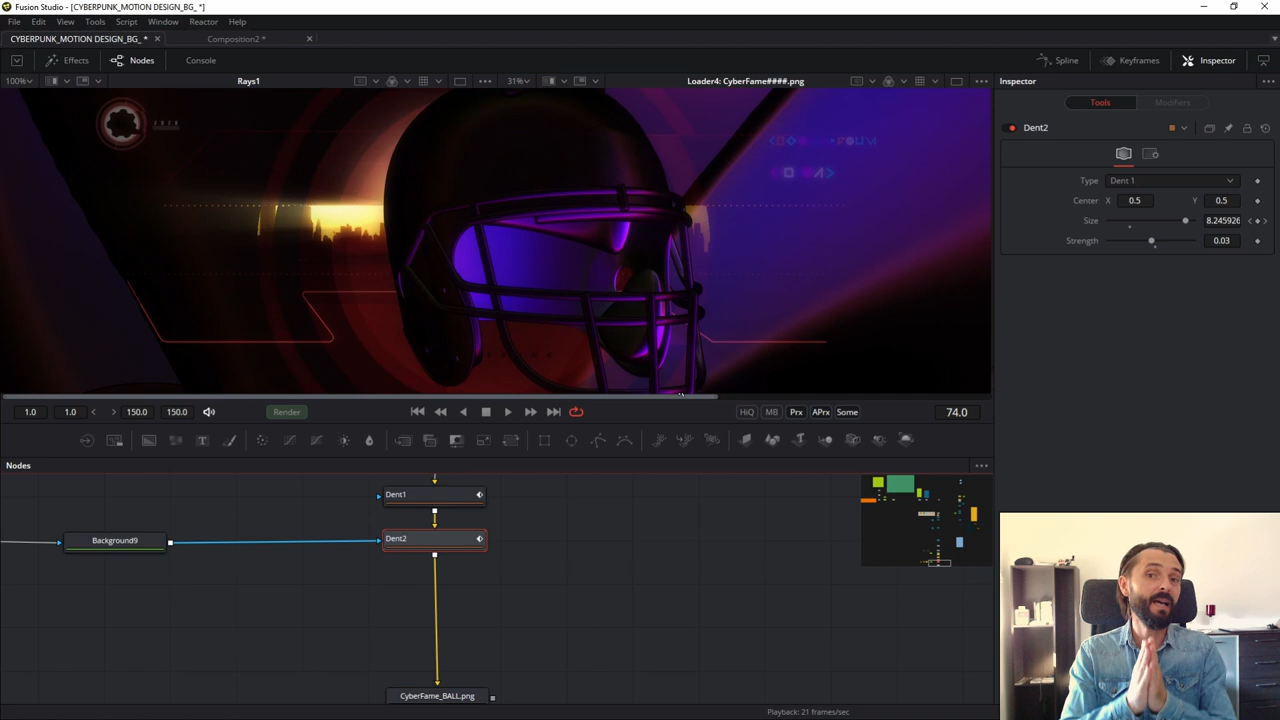 Fusion Studio - [CYBERPUNK_MOTION DESIGN_BG_ *]
File Edit View Tools Script Window Reactor Help
CYBERPUNK_MOTION DESIGN_BG_ * Composition2 *
Effects Nodes Console Spline Keyframes Inspector
100% Rays1 31% Loader4: CyberFame####.png Inspector
Tools Modifiers
Dent2
Type Dent 1
Center X 0.5 Y 0.5
Size 8.245926
Strength 0.03
1.0 1.0 150.0 150.0 Render HiQ MB Prx APrx Some 74.0
Nodes
Dent1
Dent2
Background9
CyberFame_BALL.png
Playback: 21 frames/sec